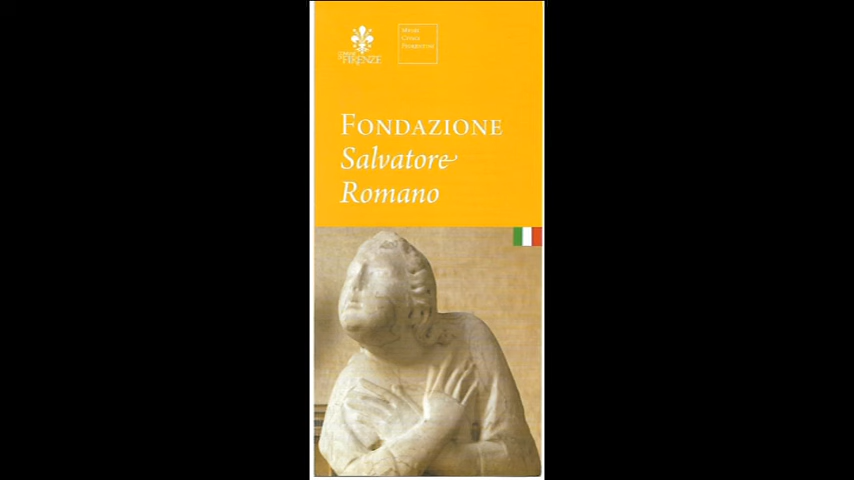 FIRENZE
MUSEI
CIVICI
FIORENTINI
FONDAZIONE
Salvatore
Romano